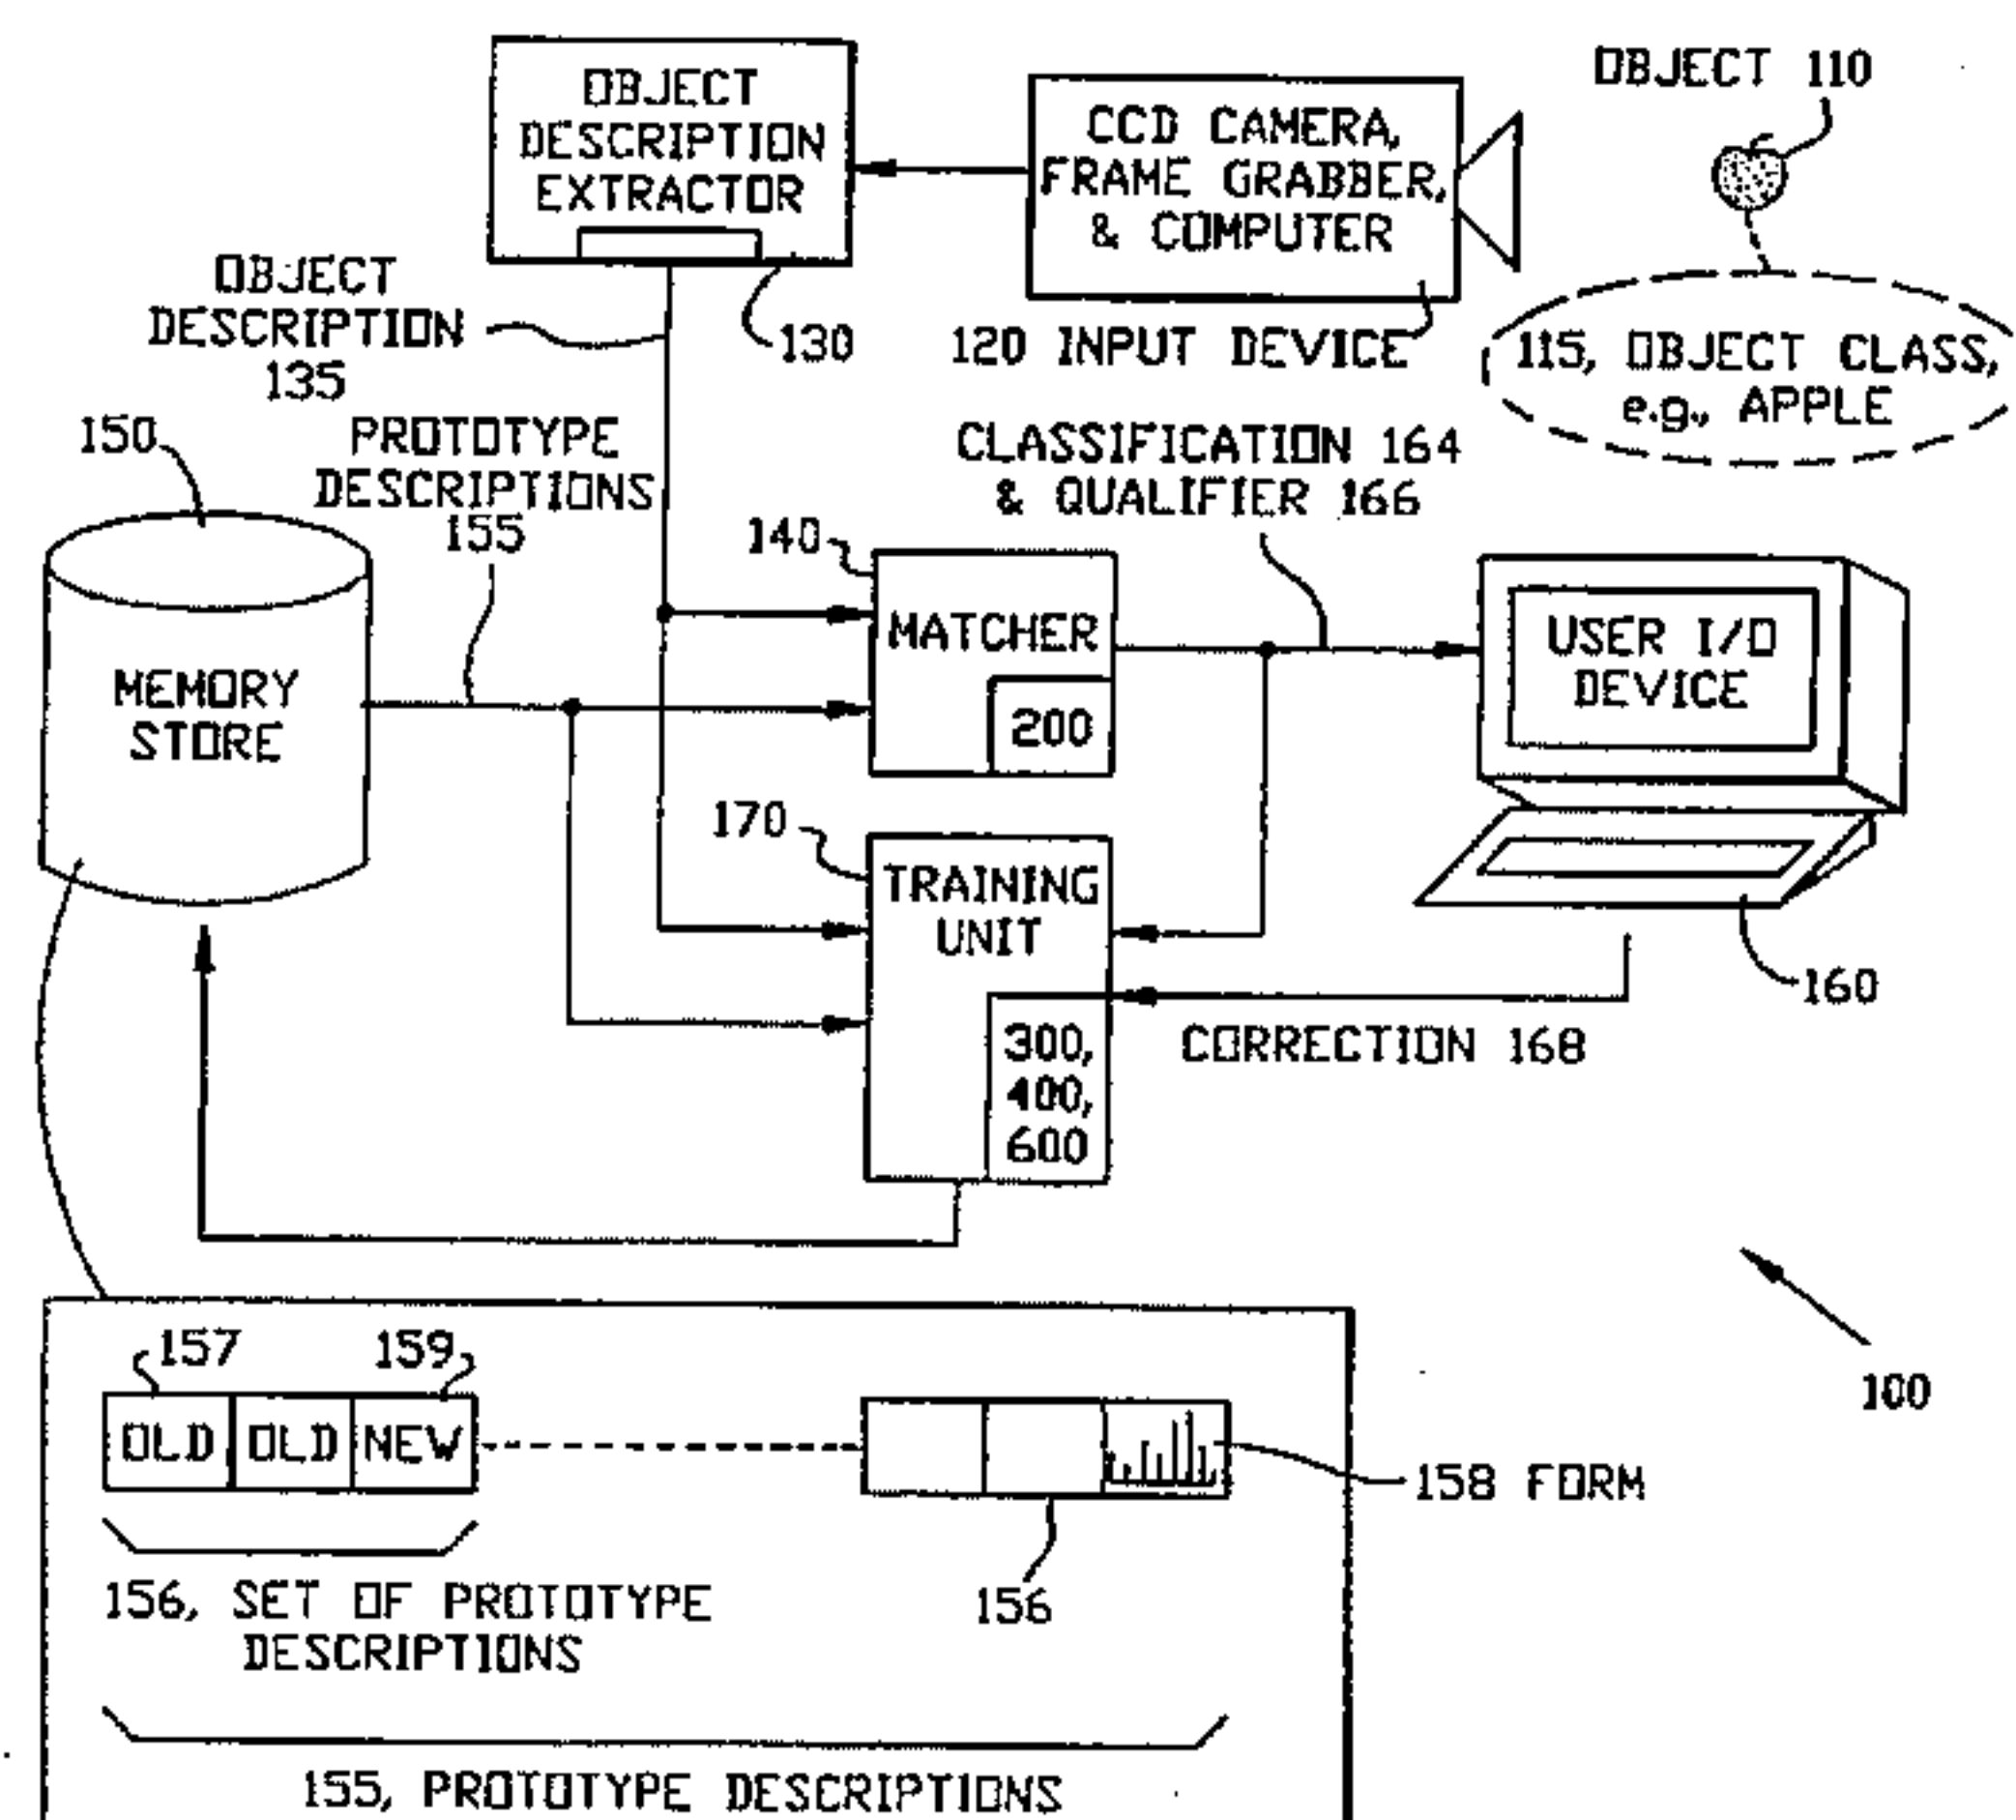 OBJECT
DESCRIPTION
EXTRACTOR
CCD CAMERA,
FRAME GRABBER,
& COMPUTER
OBJECT 110
OBJECT
DESCRIPTION
135
130
120 INPUT DEVICE
115, OBJECT CLASS,
e.g., APPLE
150
PROTOTYPE
DESCRIPTIONS
155
CLASSIFICATION 164
& QUALIFIER 166
140
MATCHER
200
USER I/O
DEVICE
MEMORY
STORE
170
TRAINING
UNIT
300,
400,
600
160
CORRECTION 168
100
157
159
OLD OLD NEW
158 FORM
156, SET OF PROTOTYPE
DESCRIPTIONS
156
155, PROTOTYPE DESCRIPTIONS